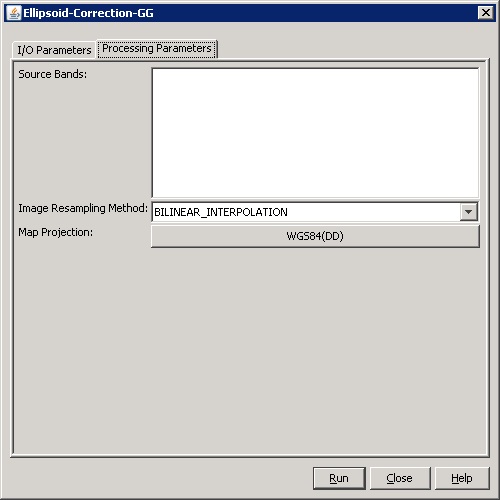 Ellipsoid-Correction-GG
I/O Parameters Processing Parameters
Source Bands:
Image Resampling Method: BILINEAR_INTERPOLATION
Map Projection: WGS84(DD)
Run Close Help